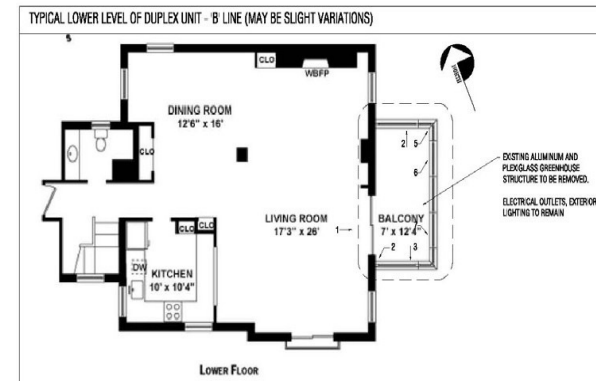 TYPICAL LOWER LEVEL OF DUPLEX UNIT - 'B' LINE (MAY BE SLIGHT VARIATIONS)
5
CLO
WBFP
NORTH
DINING ROOM
12'6" x 16'
CLO
2
5
6
EXISTING ALUMINUM AND
PLEXGLASS GREENHOUSE
STRUCTURE TO BE REMOVED.
ELECTRICAL OUTLETS, EXTERIOR
LIGHTING TO REMAIN
LIVING ROOM
17'3" x 26'
1
BALCONY
7' x 12'4"
7
2
3
CLO
CLO
DW
KITCHEN
10' x 10'4"
LOWER FLOOR